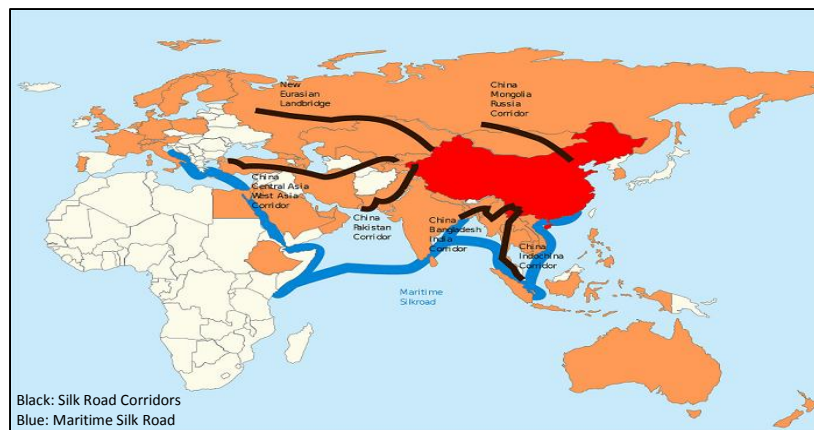 New
Eurasian
Landbridge
China
Mongolia
Russia
Corridor
China
Central Asia
West Asia
Corridor
China
Pakistan
Corridor
China
Bangladesh
India
Corridor
China
Indochina
Corridor
Maritime
Silkroad
Black: Silk Road Corridors
Blue: Maritime Silk Road